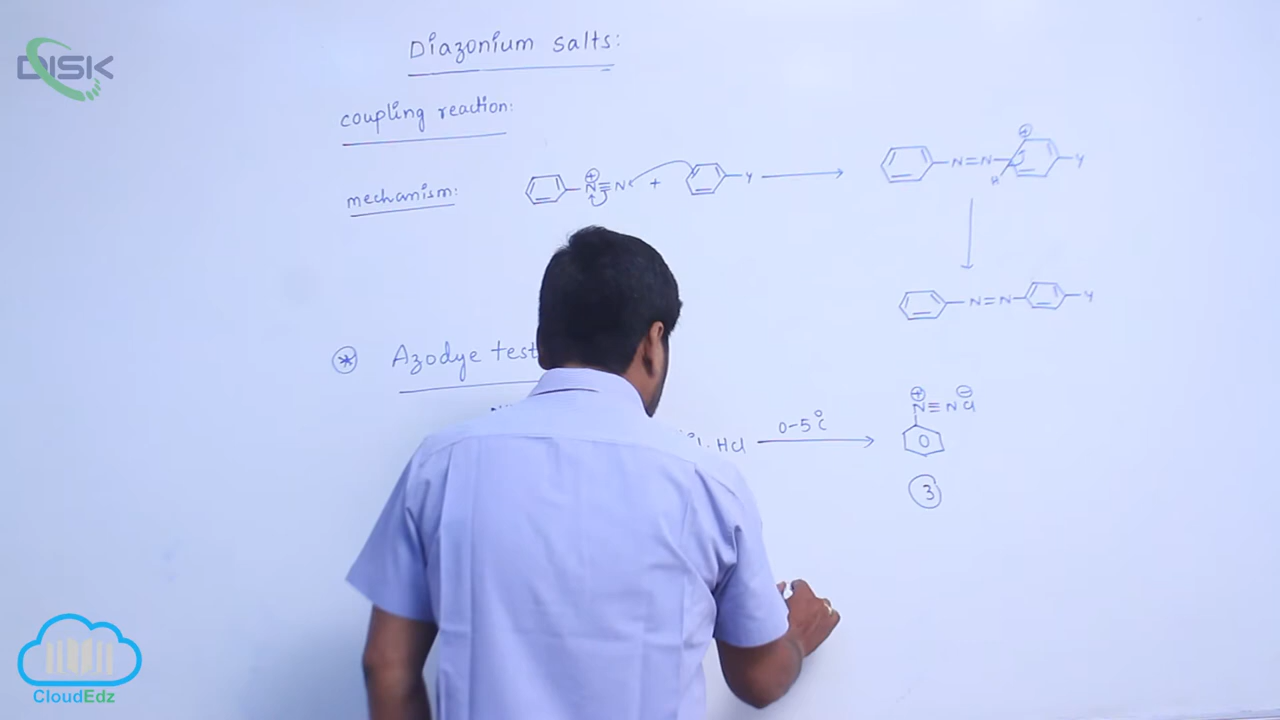 DISK
Diazonium salts:
coupling reaction:
mechanism:
N≡N + Y
N=N Y
H
N=N Y
* Azodye test
HCl 0-5°C
N≡N Cl
3
CloudEdz